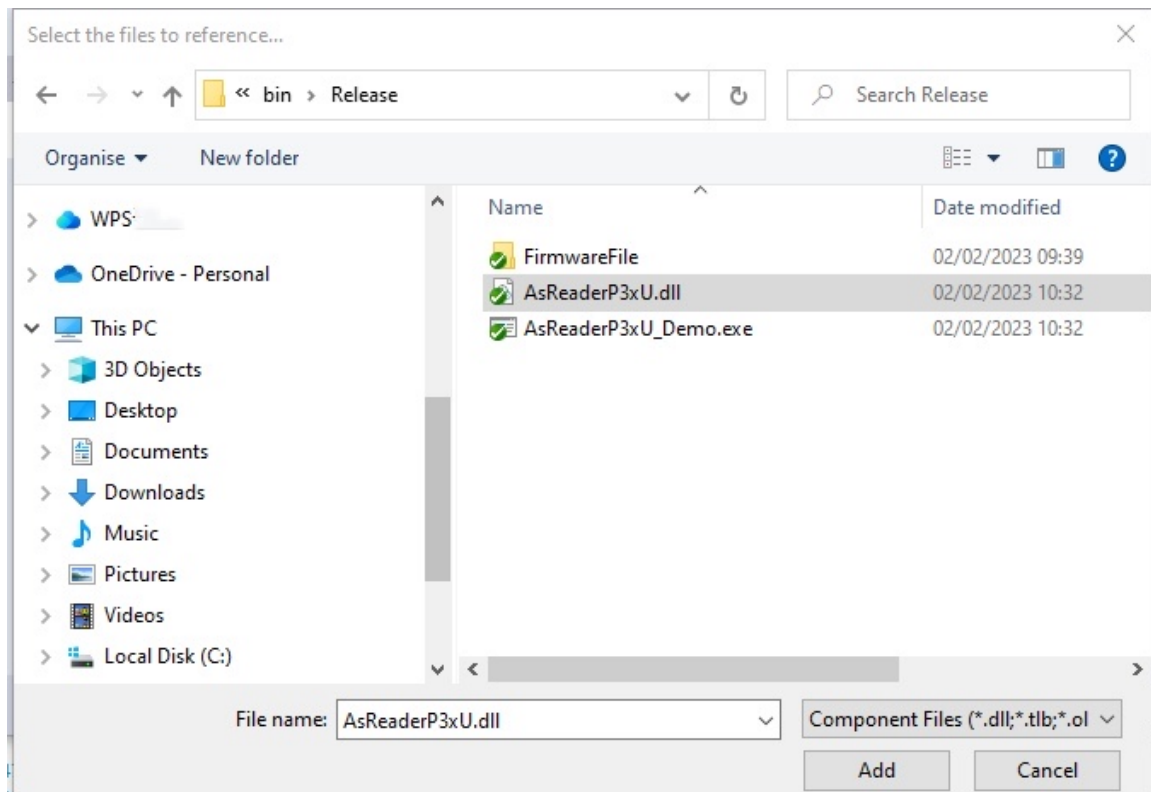 Select the files to reference...
« bin › Release
Search Release
Organise
New folder
WPS
OneDrive - Personal
This PC
3D Objects
Desktop
Documents
Downloads
Music
Pictures
Videos
Local Disk (C:)
Name Date modified
FirmwareFile 02/02/2023 09:39
AsReaderP3xU.dll 02/02/2023 10:32
AsReaderP3xU_Demo.exe 02/02/2023 10:32
File name: AsReaderP3xU.dll
Component Files (*.dll;*.tlb;*.ol
Add
Cancel